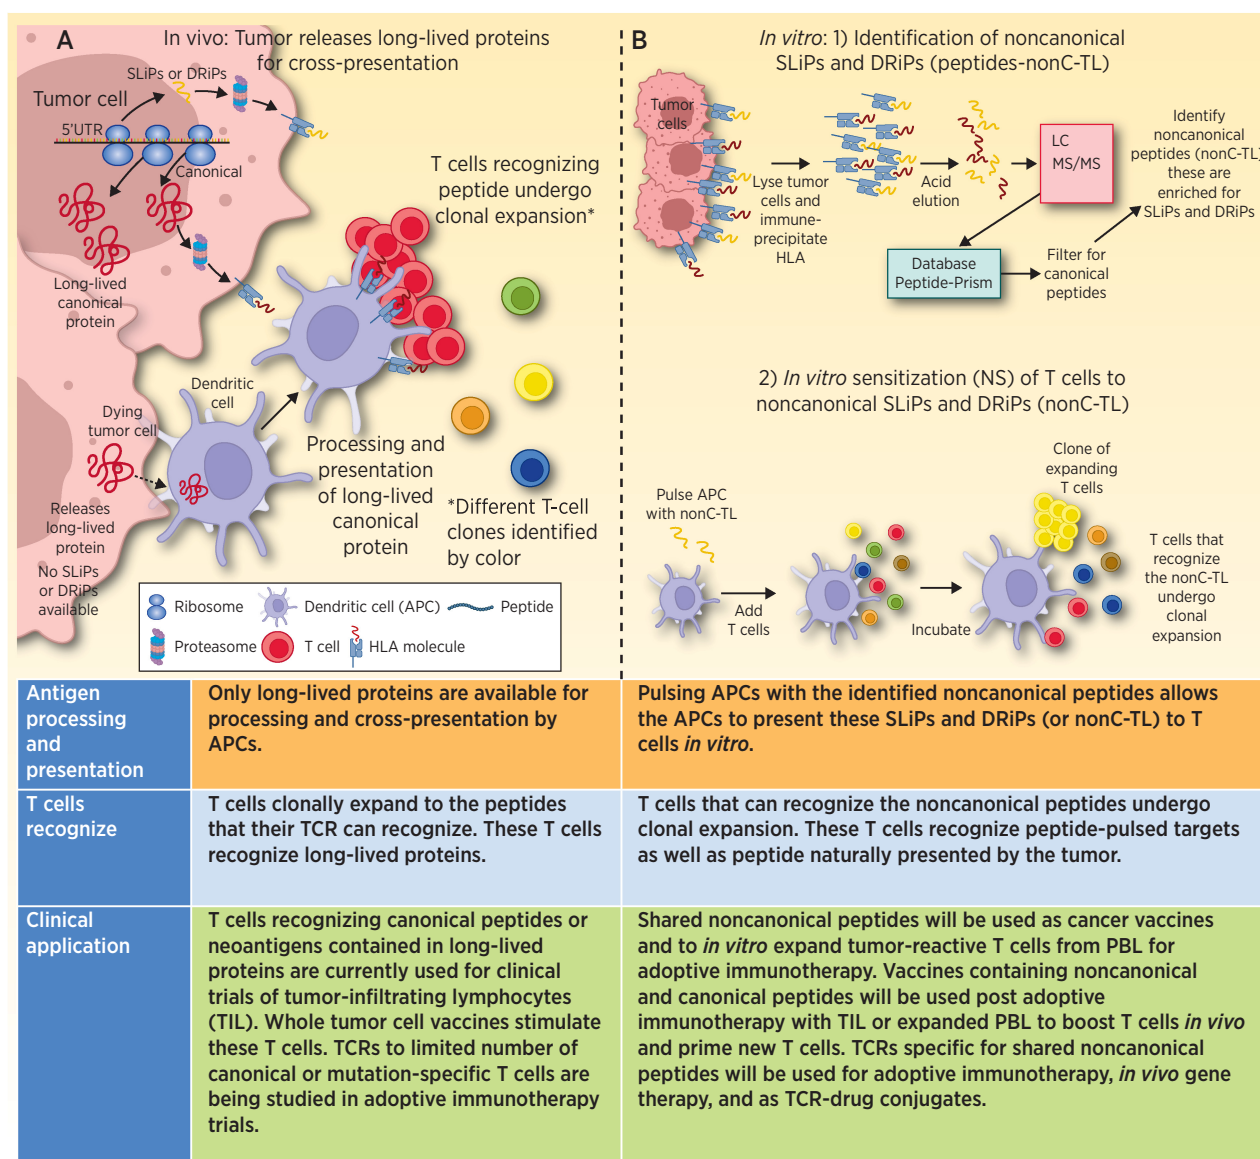 A
In vivo: Tumor releases long-lived proteins
for cross-presentation
SLiPs or DRiPs
Tumor cell
5'UTR
Canonical
Long-lived
canonical
protein
T cells recognizing
peptide undergo
clonal expansion*
Dendritic
cell
Dying
tumor cell
Releases
long-lived
protein
No SLiPs
or DRiPs
available
Processing and
presentation
of long-lived
canonical
protein
*Different T-cell
clones identified
by color
Ribosome
Dendritic cell (APC)
Peptide
Proteasome
T cell
HLA molecule
B
In vitro: 1) Identification of noncanonical
SLiPs and DRiPs (peptides-nonC-TL)
Tumor
cells
Lyse tumor
cells and
immune-
precipitate
HLA
Acid
elution
LC
MS/MS
Database
Peptide-Prism
Filter for
canonical
peptides
Identify
noncanonical
peptides (nonC-TL)
these are
enriched for
SLiPs and DRiPs
2) In vitro sensitization (NS) of T cells to
noncanonical SLiPs and DRiPs (nonC-TL)
Pulse APC
with nonC-TL
Add
T cells
Incubate
Clone of
expanding
T cells
T cells that
recognize
the nonC-TL
undergo
clonal
expansion
Antigen
processing
and
presentation
Only long-lived proteins are available for
processing and cross-presentation by
APCs.
Pulsing APCs with the identified noncanonical peptides allows
the APCs to present these SLiPs and DRiPs (or nonC-TL) to T
cells in vitro.
T cells
recognize
T cells clonally expand to the peptides
that their TCR can recognize. These T cells
recognize long-lived proteins.
T cells that can recognize the noncanonical peptides undergo
clonal expansion. These T cells recognize peptide-pulsed targets
as well as peptide naturally presented by the tumor.
Clinical
application
T cells recognizing canonical peptides or
neoantigens contained in long-lived
proteins are currently used for clinical
trials of tumor-infiltrating lymphocytes
(TIL). Whole tumor cell vaccines stimulate
these T cells. TCRs to limited number of
canonical or mutation-specific T cells are
being studied in adoptive immunotherapy
trials.
Shared noncanonical peptides will be used as cancer vaccines
and to in vitro expand tumor-reactive T cells from PBL for
adoptive immunotherapy. Vaccines containing noncanonical
and canonical peptides will be used post adoptive
immunotherapy with TIL or expanded PBL to boost T cells in vivo
and prime new T cells. TCRs specific for shared noncanonical
peptides will be used for adoptive immunotherapy, in vivo gene
therapy, and as TCR-drug conjugates.